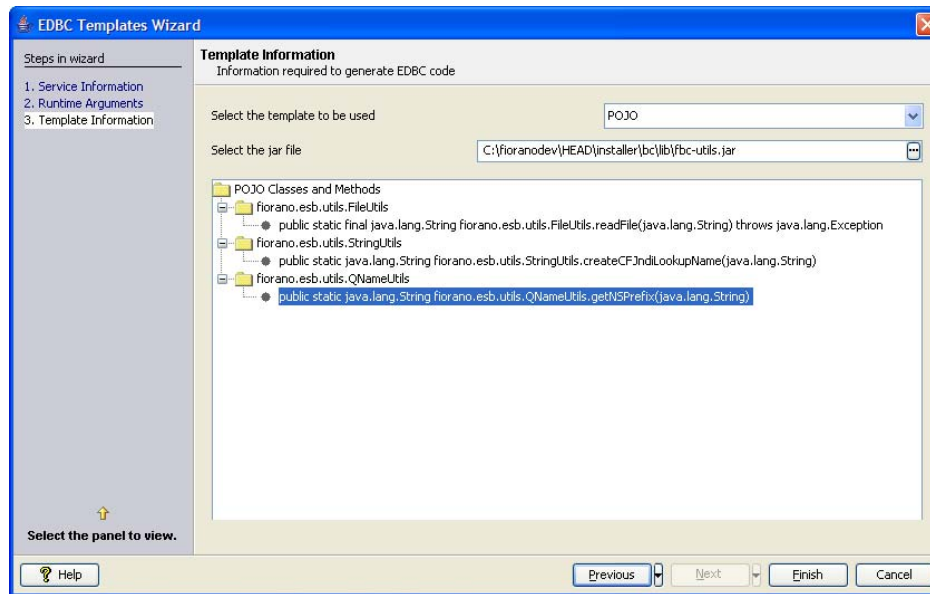 EDBC Templates Wizard
Steps in wizard
1. Service Information
2. Runtime Arguments
3. Template Information
Select the panel to view.
Template Information
Information required to generate EDBC code
Select the template to be used
POJO
Select the jar file
C:\fioranodev\HEAD\installer\bc\lib\fbc-utils.jar
POJO Classes and Methods
fiorano.esb.utils.FileUtils
public static final java.lang.String fiorano.esb.utils.FileUtils.readFile(java.lang.String) throws java.lang.Exception
fiorano.esb.utils.StringUtils
public static java.lang.String fiorano.esb.utils.StringUtils.createCFJndiLookupName(java.lang.String)
fiorano.esb.utils.QNameUtils
public static java.lang.String fiorano.esb.utils.QNameUtils.getNSPrefix(java.lang.String)
Help
Previous
Next
Finish
Cancel